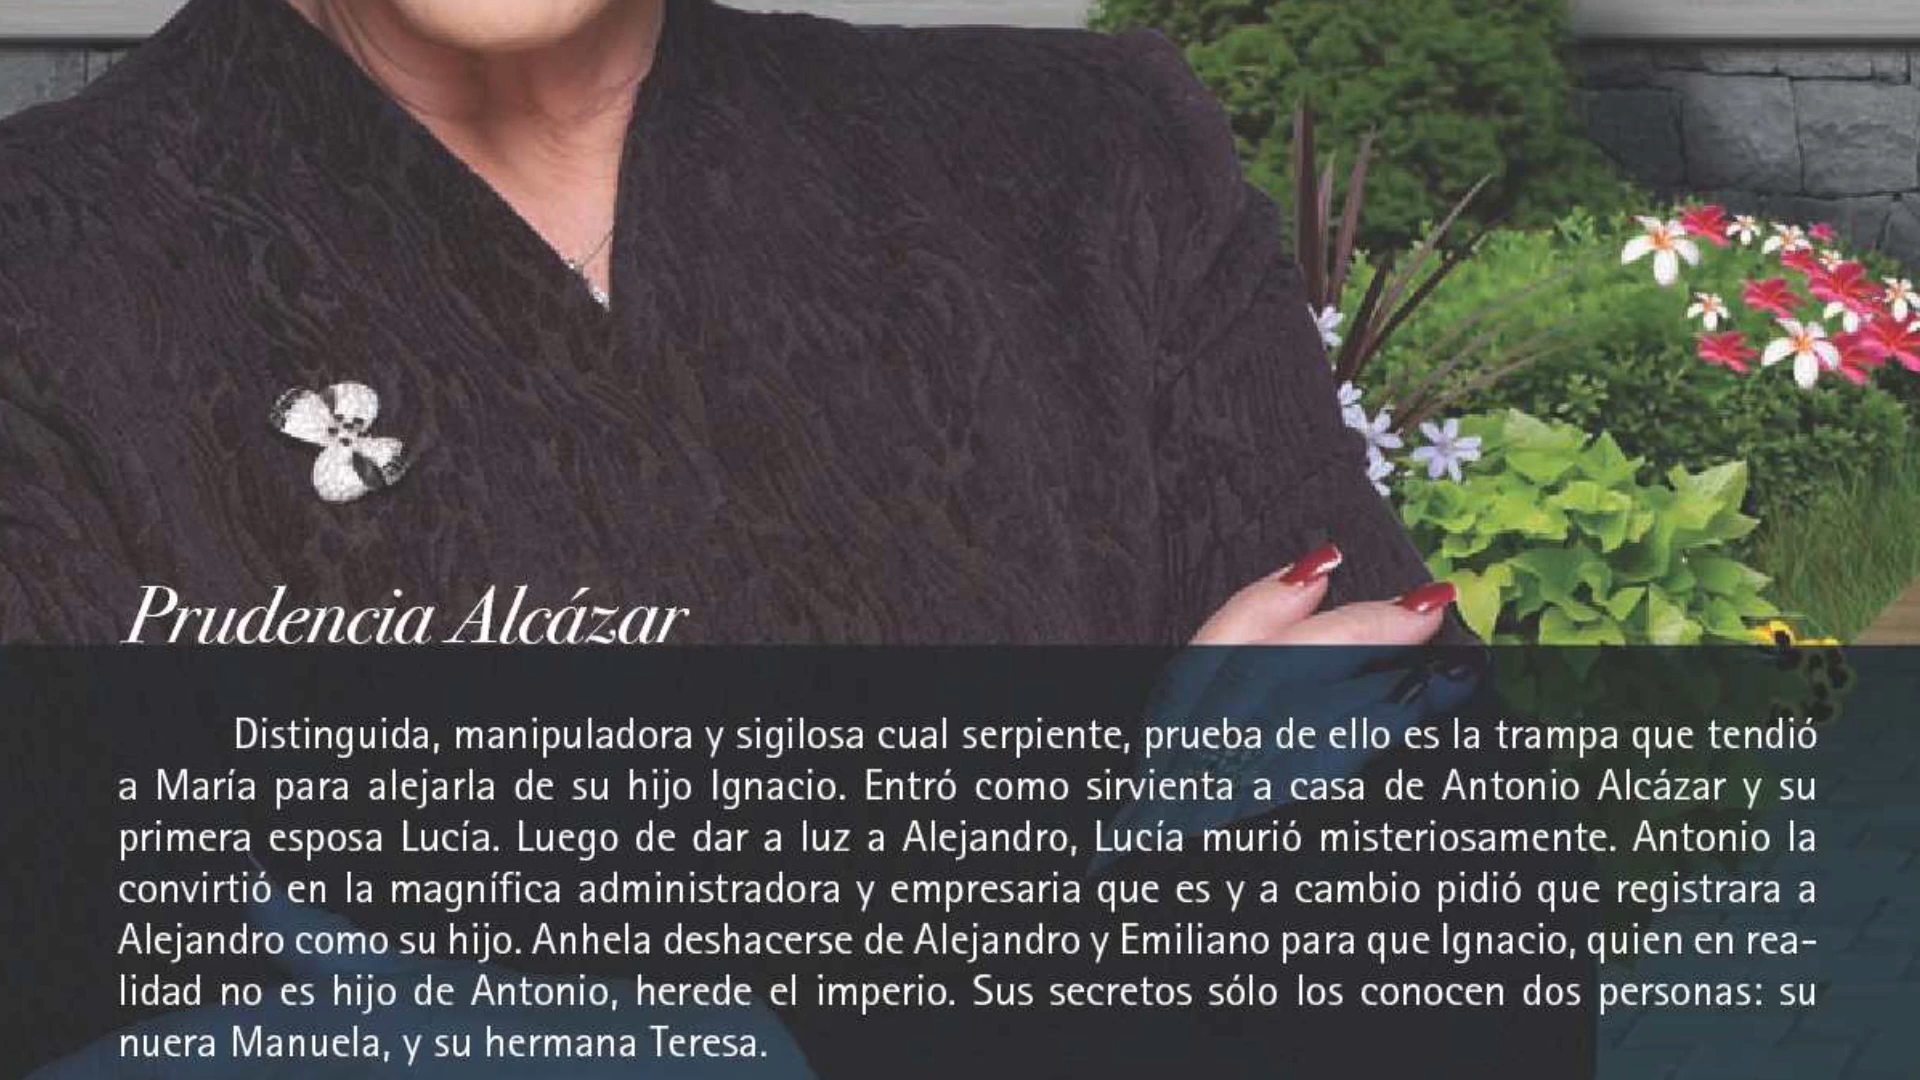 Prudencia Alcázar
Distinguida, manipuladora y sigilosa cual serpiente, prueba de ello es la trampa que tendió
a María para alejarla de su hijo Ignacio. Entró como sirvienta a casa de Antonio Alcázar y su
primera esposa Lucía. Luego de dar a luz a Alejandro, Lucía murió misteriosamente. Antonio la
convirtió en la magnífica administradora y empresaria que es y a cambio pidió que registrara a
Alejandro como su hijo. Anhela deshacerse de Alejandro y Emiliano para que Ignacio, quien en rea-
lidad no es hijo de Antonio, herede el imperio. Sus secretos sólo los conocen dos personas: su
nuera Manuela, y su hermana Teresa.